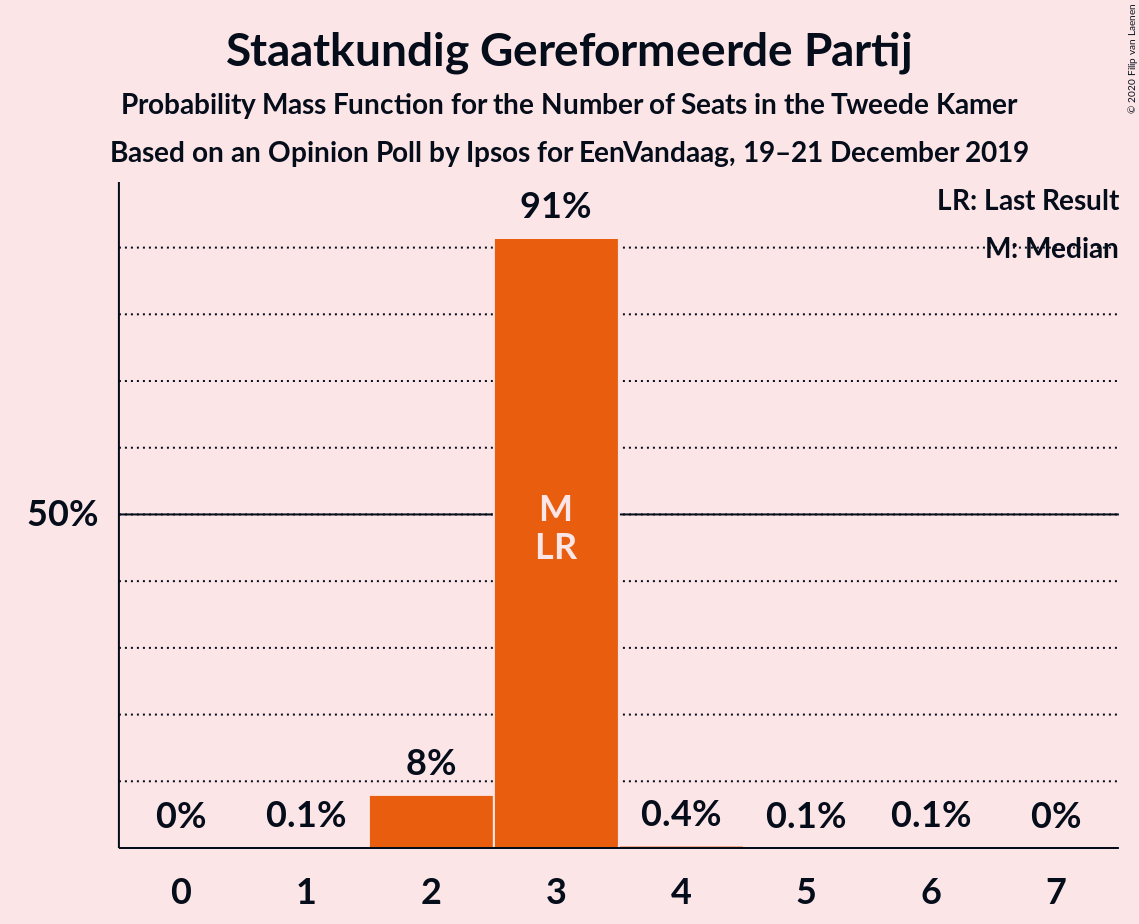 Staatkundig Gereformeerde Partij
Probability Mass Function for the Number of Seats in the Tweede Kamer
Based on an Opinion Poll by Ipsos for EenVandaag, 19–21 December 2019
© 2020 Filip van Laenen
LR: Last Result
M: Median
91%
50%
M
LR
8%
0% 0.1% 0.4% 0.1% 0.1% 0%
0 1 2 3 4 5 6 7